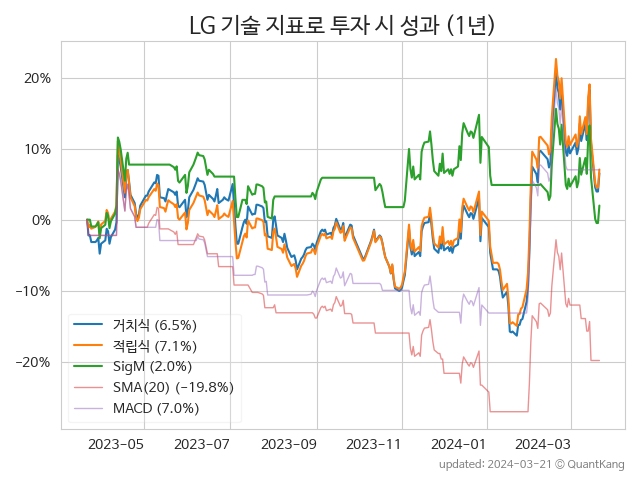 LG 기술 지표로 투자 시 성과 (1년)
20%
10%
0%
−10%
−20%
거치식 (6.5%)
적립식 (7.1%)
SigM (2.0%)
SMA(20) (−19.8%)
MACD (7.0%)
2023-05 2023-07 2023-09 2023-11 2024-01 2024-03
updated: 2024-03-21 © QuantKang